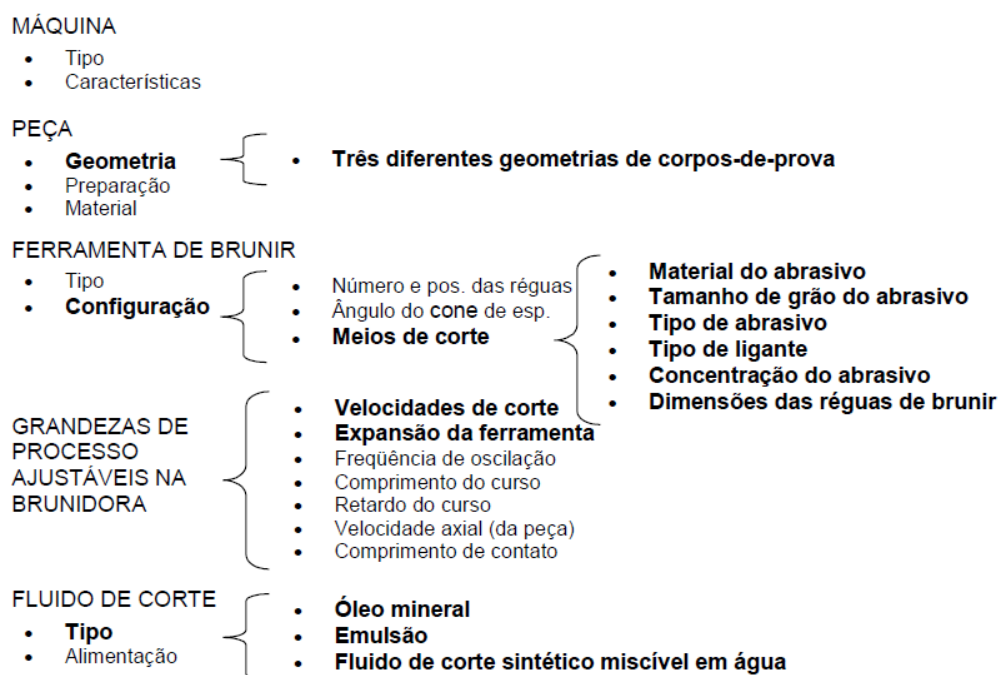 MÁQUINA
• Tipo
• Características
PEÇA
• Geometria
• Preparação
• Material
• Três diferentes geometrias de corpos-de-prova
FERRAMENTA DE BRUNIR
• Tipo
• Configuração
• Número e pos. das réguas
• Ângulo do cone de esp.
• Meios de corte
• Material do abrasivo
• Tamanho de grão do abrasivo
• Tipo de abrasivo
• Tipo de ligante
• Concentração do abrasivo
• Dimensões das réguas de brunir
GRANDEZAS DE
PROCESSO
AJUSTÁVEIS NA
BRUNIDORA
• Velocidades de corte
• Expansão da ferramenta
• Freqüência de oscilação
• Comprimento do curso
• Retardo do curso
• Velocidade axial (da peça)
• Comprimento de contato
FLUIDO DE CORTE
• Tipo
• Alimentação
• Óleo mineral
• Emulsão
• Fluido de corte sintético miscível em água